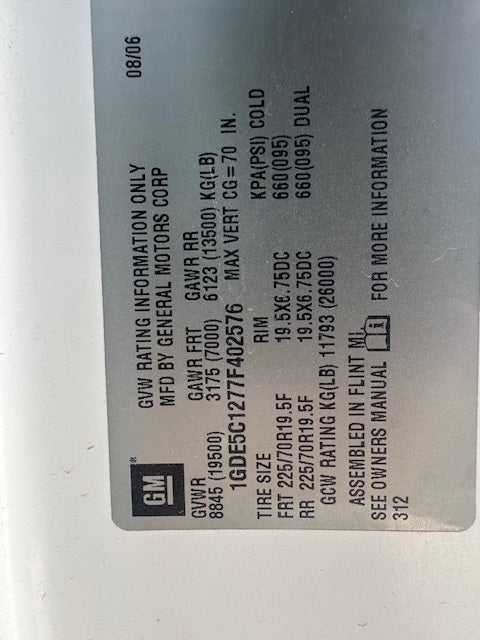 GVW RATING INFORMATION ONLY 08/06
MFD BY GENERAL MOTORS CORP
GM®
GVWR GAWR FRT GAWR RR
8845 (19500) 3175 (7000) 6123 (13500) KG(LB)
1GDE5C1277F402576 MAX VERT CG=70 IN.
TIRE SIZE RIM KPA(PSI) COLD
FRT 225/70R19.5F 19.5X6.75DC 660(095)
RR 225/70R19.5F 19.5X6.75DC 660(095) DUAL
GCW RATING KG(LB) 11793 (26000)
ASSEMBLED IN FLINT MI.
SEE OWNERS MANUAL FOR MORE INFORMATION
312